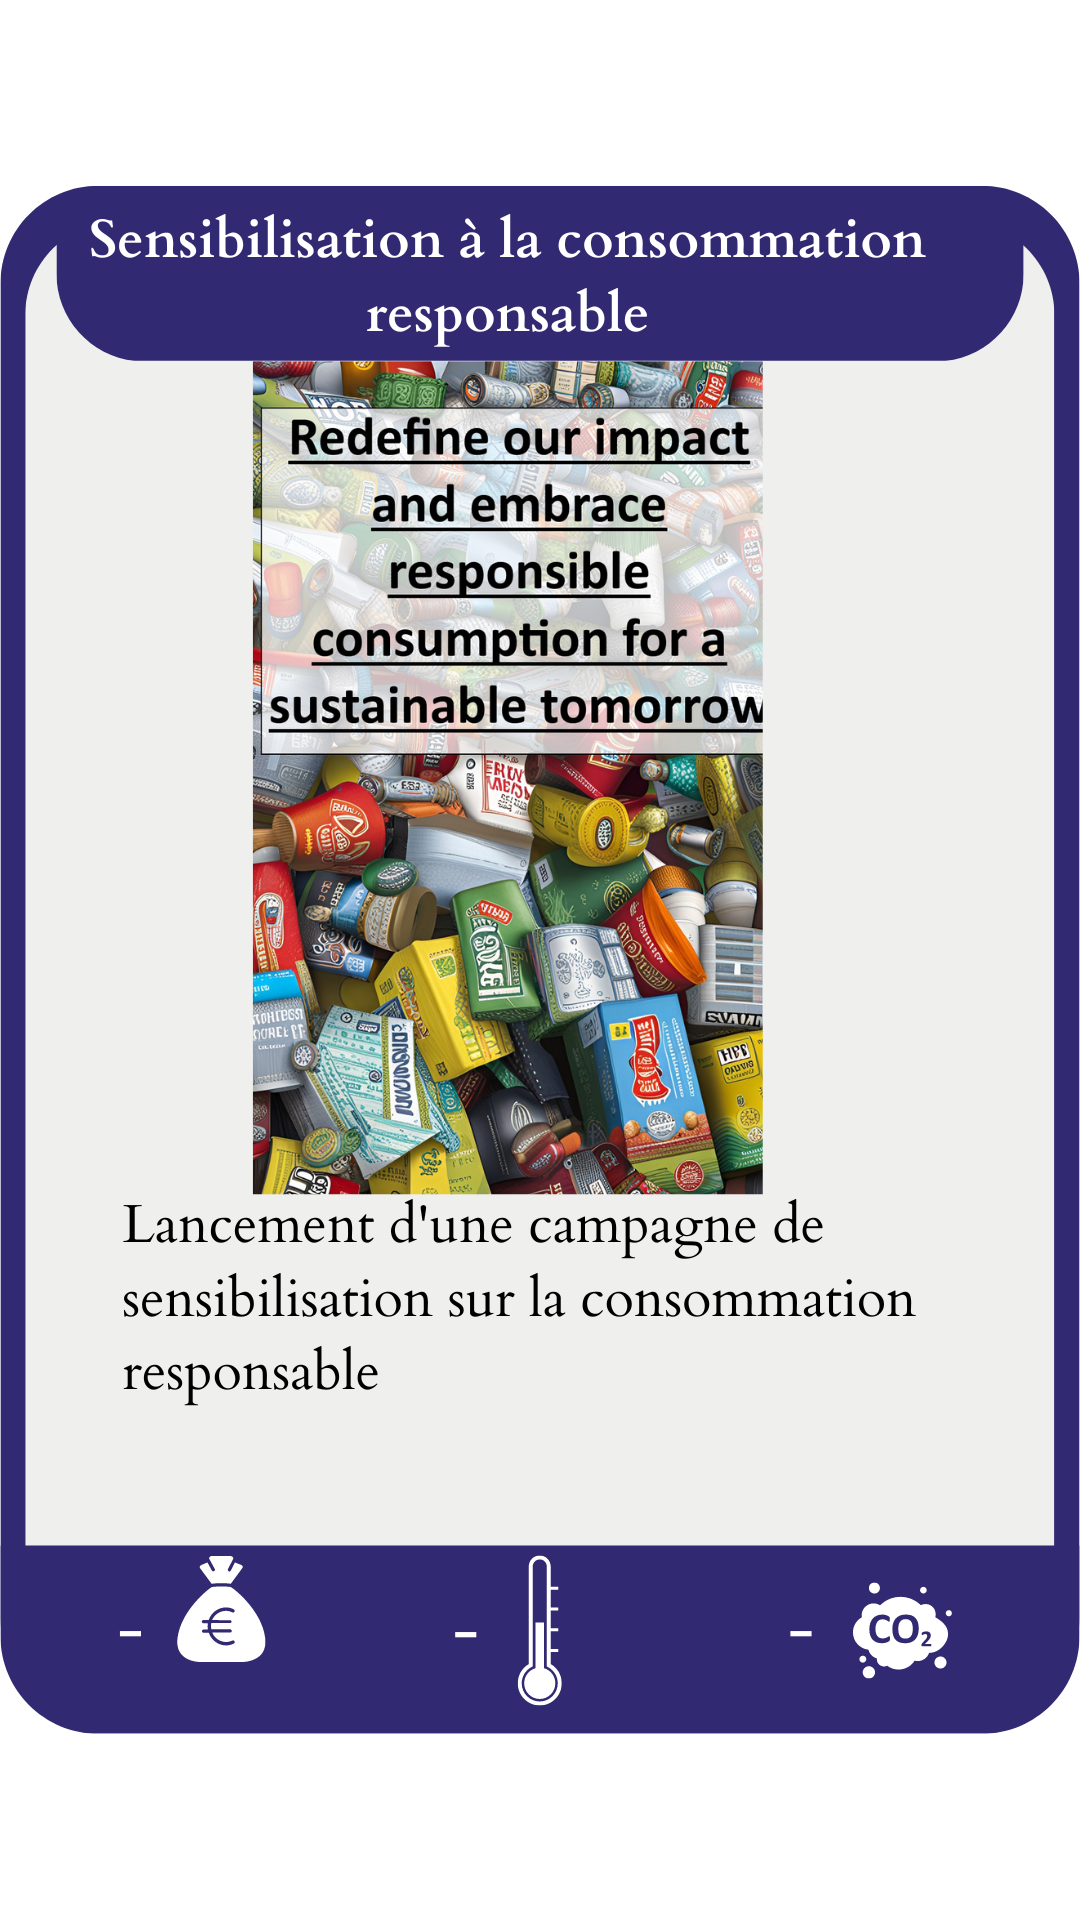 Sensibilisation à la consommation
responsable
Redefine our impact
and embrace
responsible
consumption for a
sustainable tomorrow
Lancement d'une campagne de
sensibilisation sur la consommation
responsable
- € - - CO₂